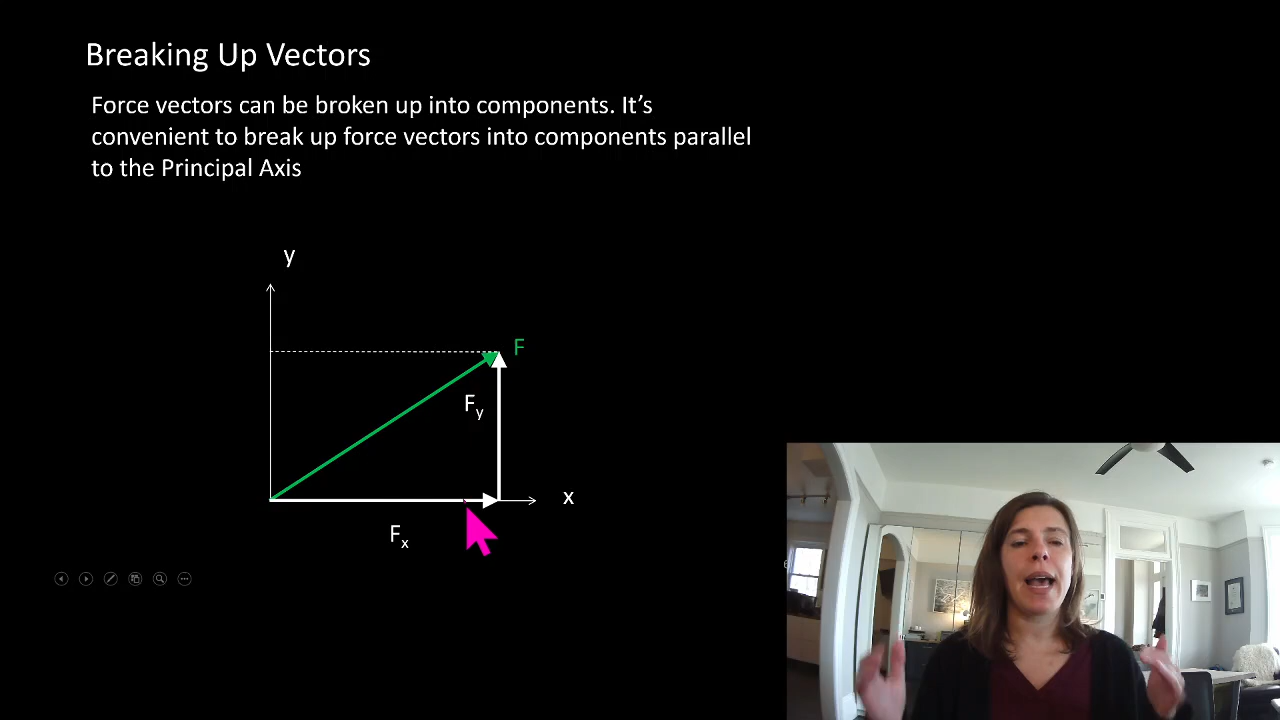 Breaking Up Vectors
Force vectors can be broken up into components. It’s
convenient to break up force vectors into components parallel
to the Principal Axis
y
F
Fy
x
Fx